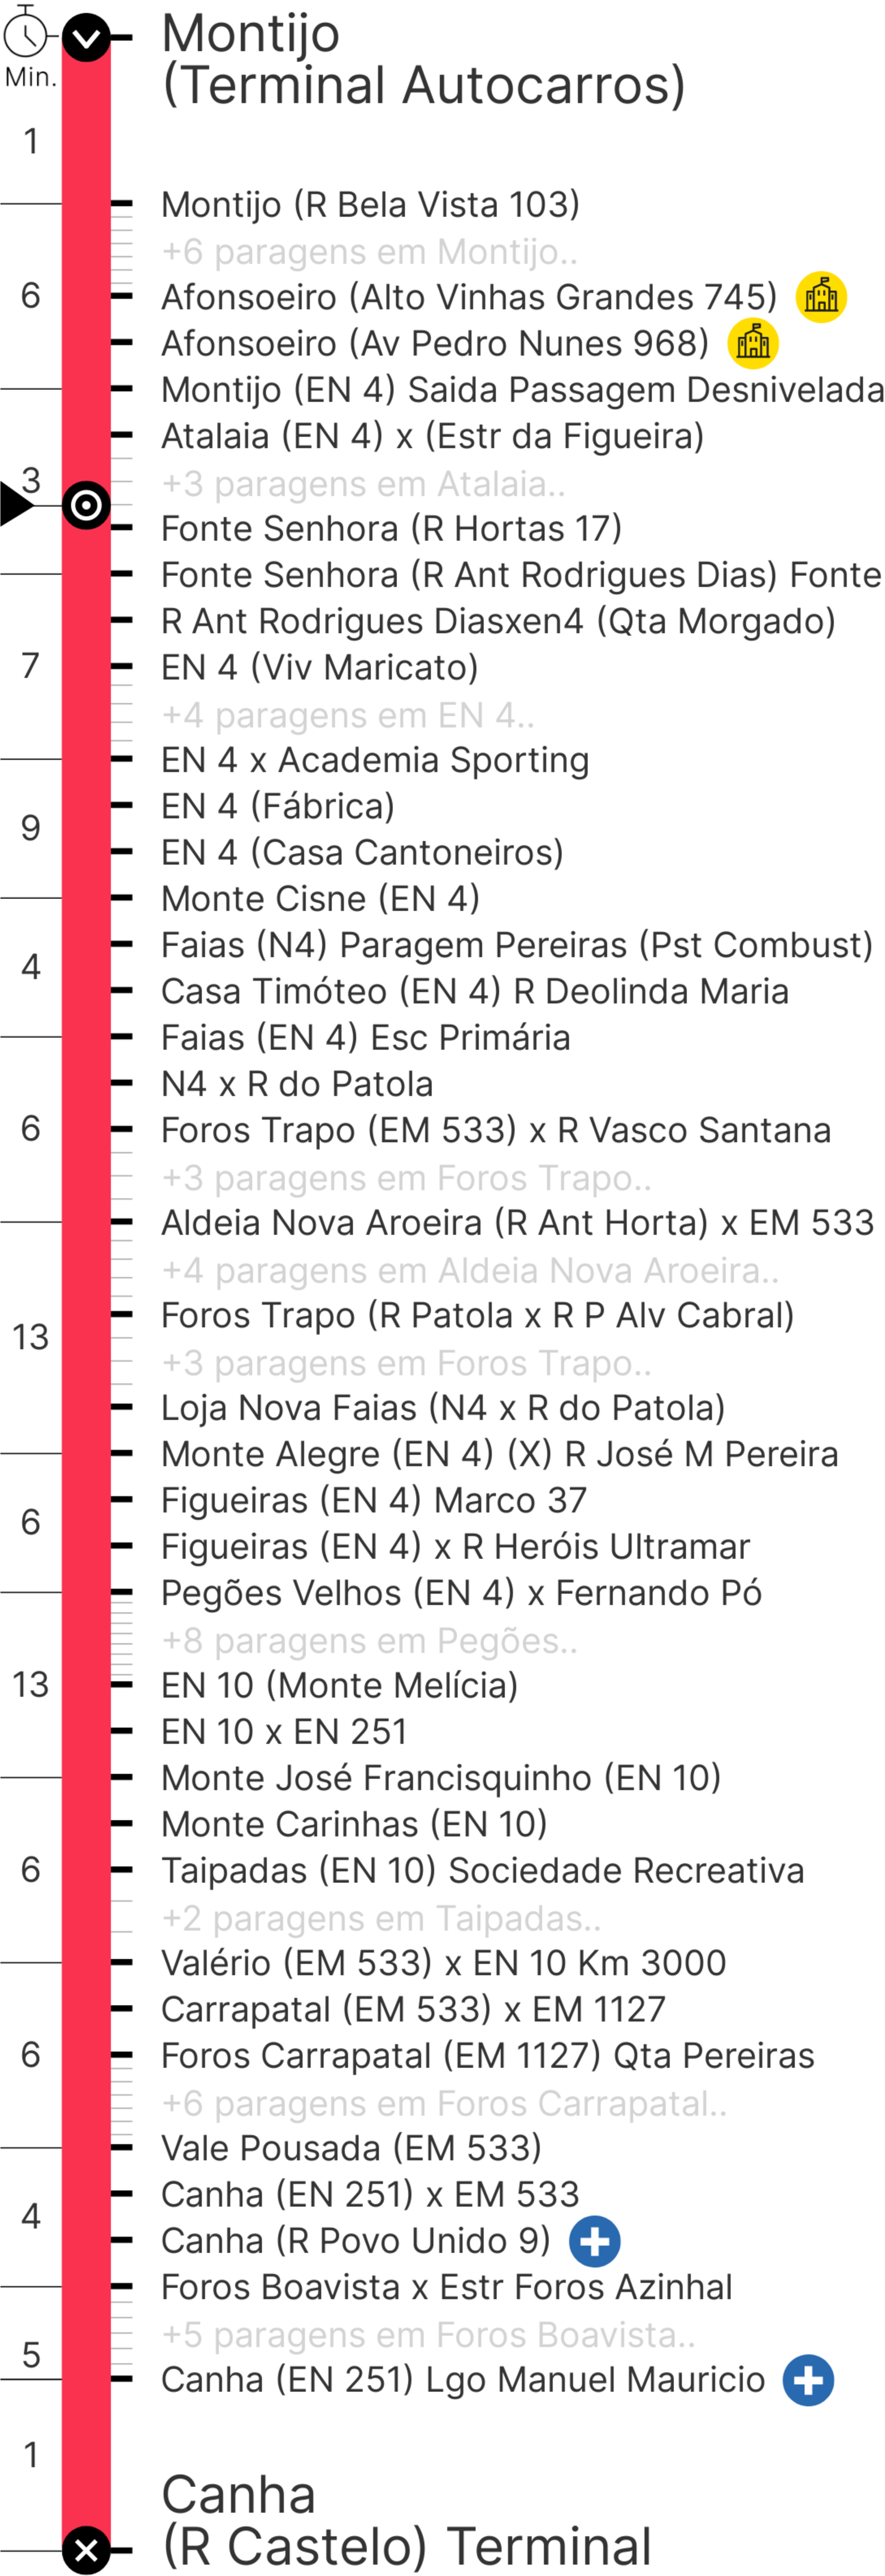 Min.
Montijo
(Terminal Autocarros)
1
Montijo (R Bela Vista 103)
+6 paragens em Montijo..
6
Afonsoeiro (Alto Vinhas Grandes 745)
Afonsoeiro (Av Pedro Nunes 968)
Montijo (EN 4) Saida Passagem Desnivelada
Atalaia (EN 4) x (Estr da Figueira)
3
+3 paragens em Atalaia..
Fonte Senhora (R Hortas 17)
Fonte Senhora (R Ant Rodrigues Dias) Fonte
R Ant Rodrigues Diasxen4 (Qta Morgado)
7
EN 4 (Viv Maricato)
+4 paragens em EN 4..
EN 4 x Academia Sporting
EN 4 (Fábrica)
9
EN 4 (Casa Cantoneiros)
Monte Cisne (EN 4)
Faias (N4) Paragem Pereiras (Pst Combust)
4
Casa Timóteo (EN 4) R Deolinda Maria
Faias (EN 4) Esc Primária
N4 x R do Patola
6
Foros Trapo (EM 533) x R Vasco Santana
+3 paragens em Foros Trapo..
Aldeia Nova Aroeira (R Ant Horta) x EM 533
+4 paragens em Aldeia Nova Aroeira..
Foros Trapo (R Patola x R P Alv Cabral)
13
+3 paragens em Foros Trapo..
Loja Nova Faias (N4 x R do Patola)
Monte Alegre (EN 4) (X) R José M Pereira
Figueiras (EN 4) Marco 37
6
Figueiras (EN 4) x R Heróis Ultramar
Pegões Velhos (EN 4) x Fernando Pó
+8 paragens em Pegões..
13
EN 10 (Monte Melícia)
EN 10 x EN 251
Monte José Francisquinho (EN 10)
Monte Carinhas (EN 10)
6
Taipadas (EN 10) Sociedade Recreativa
+2 paragens em Taipadas..
Valério (EM 533) x EN 10 Km 3000
Carrapatal (EM 533) x EM 1127
6
Foros Carrapatal (EM 1127) Qta Pereiras
+6 paragens em Foros Carrapatal..
Vale Pousada (EM 533)
Canha (EN 251) x EM 533
4
Canha (R Povo Unido 9)
Foros Boavista x Estr Foros Azinhal
+5 paragens em Foros Boavista..
5
Canha (EN 251) Lgo Manuel Mauricio
1
Canha
(R Castelo) Terminal